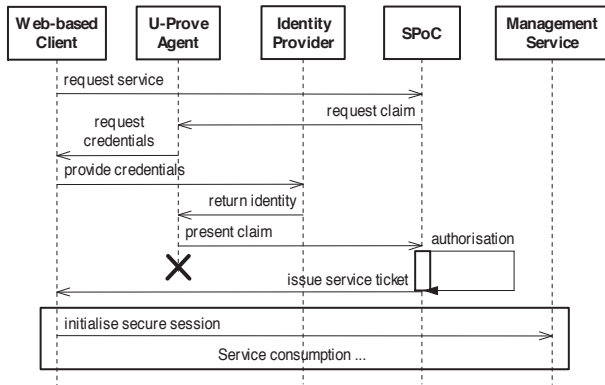 Web-based
Client
U-Prove
Agent
Identity
Provider
SPoC
Management
Service
request service
request claim
request
credentials
provide credentials
return identity
present claim
authorisation
issue service ticket
initialise secure session
Service consumption ...